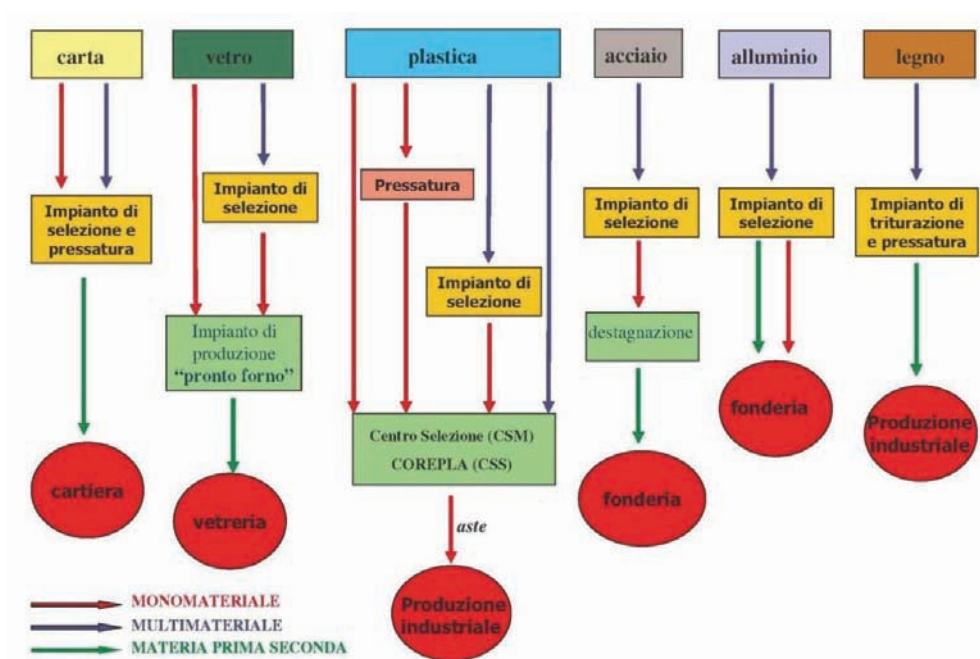 carta
vetro
plastica
acciaio
alluminio
legno
Impianto di
selezione e
pressatura
Impianto di
selezione
Pressatura
Impianto di
selezione
Impianto di
selezione
Impianto di
selezione
Impianto di
triturazione
e pressatura
Impianto di
produzione
“pronto forno”
destagnazione
Centro Selezione (CSM)
COREPLA (CSS)
cartiera
vetreria
aste
Produzione
industriale
fonderia
fonderia
Produzione
industriale
MONOMATERIALE
MULTIMATERIALE
MATERIA PRIMA SECONDA